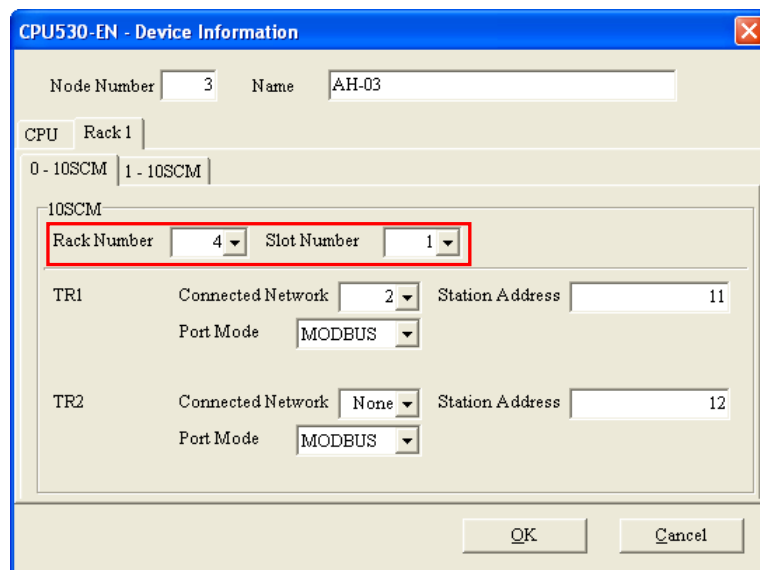 CPU530-EN - Device Information
Node Number 3 Name AH-03
CPU Rack 1
0 - 10SCM 1 - 10SCM
10SCM
Rack Number 4 Slot Number 1
TR1 Connected Network 2 Station Address 11
Port Mode MODBUS
TR2 Connected Network None Station Address 12
Port Mode MODBUS
OK Cancel